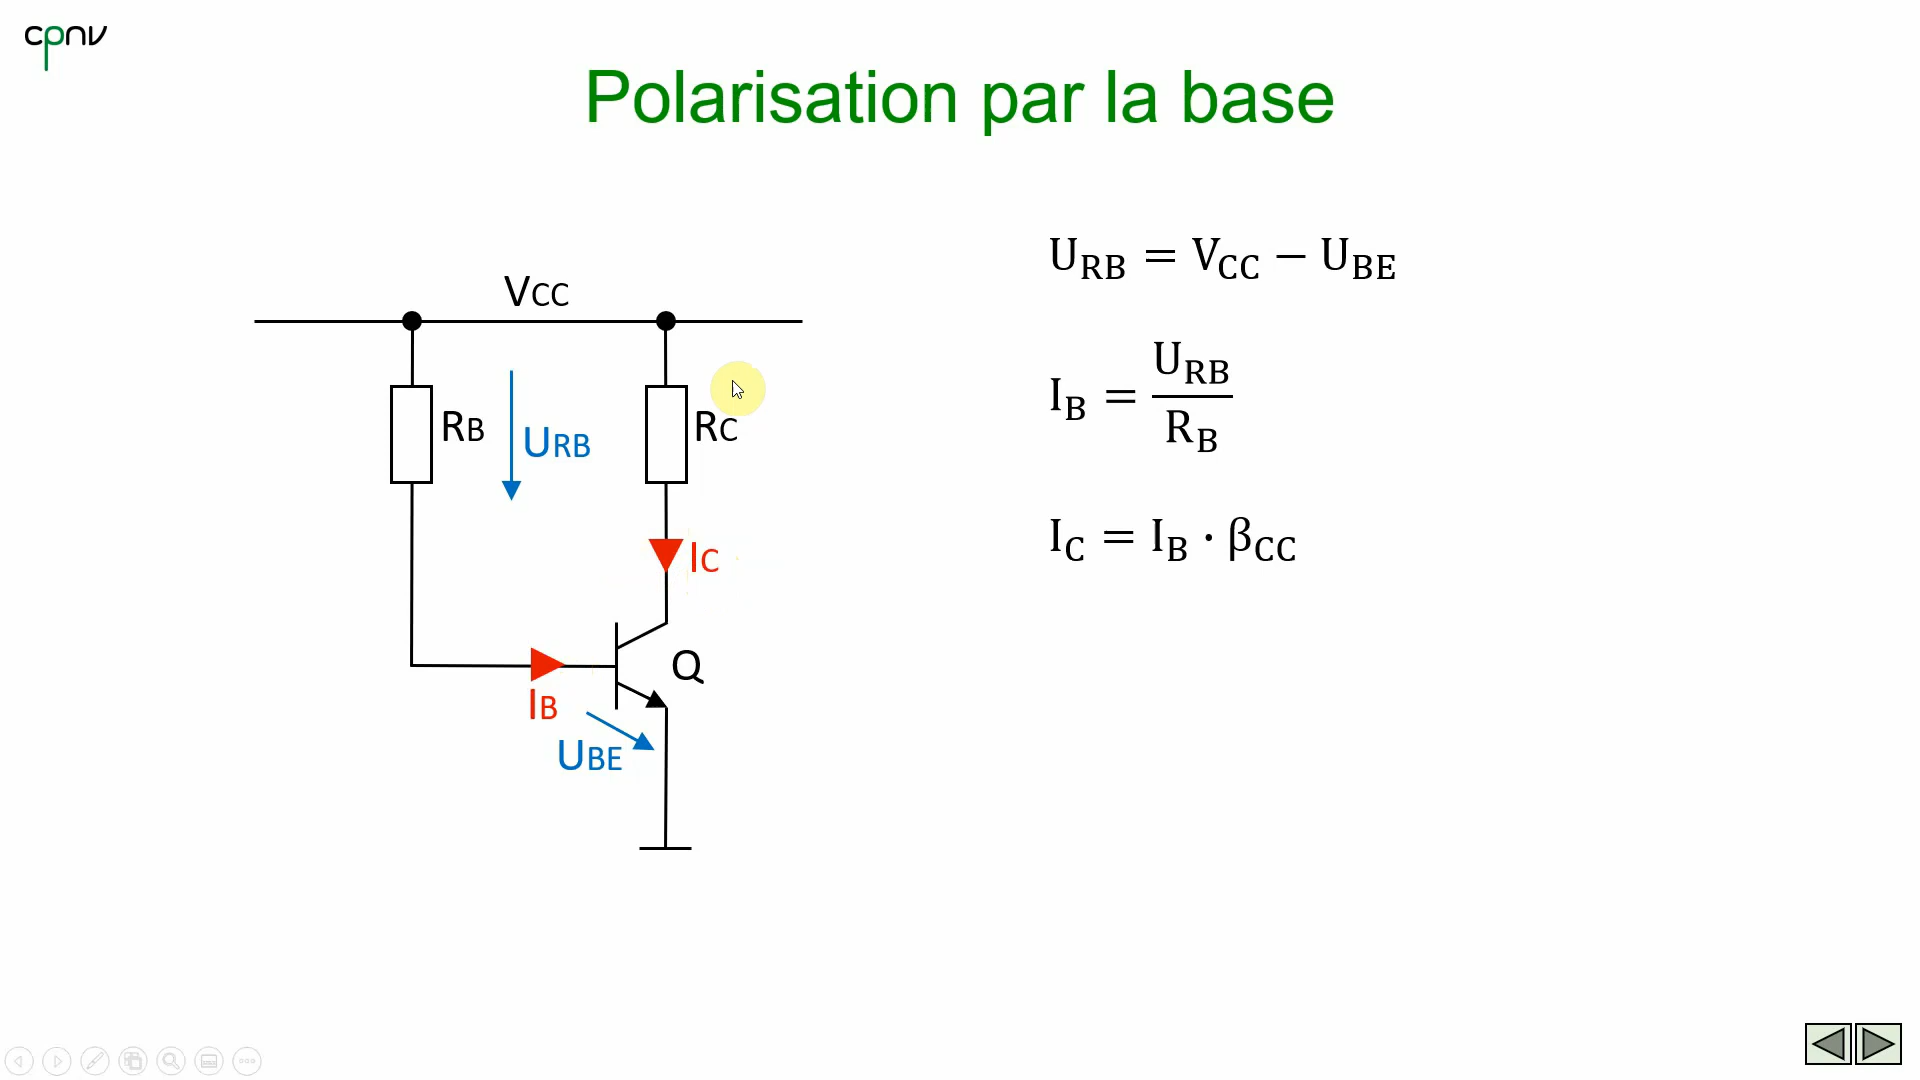 cpnv
Polarisation par la base
VCC
RB
URB
RC
IC
IB
Q
UBE
U_RB = V_CC − U_BE
I_B = U_RB / R_B
I_C = I_B · β_CC